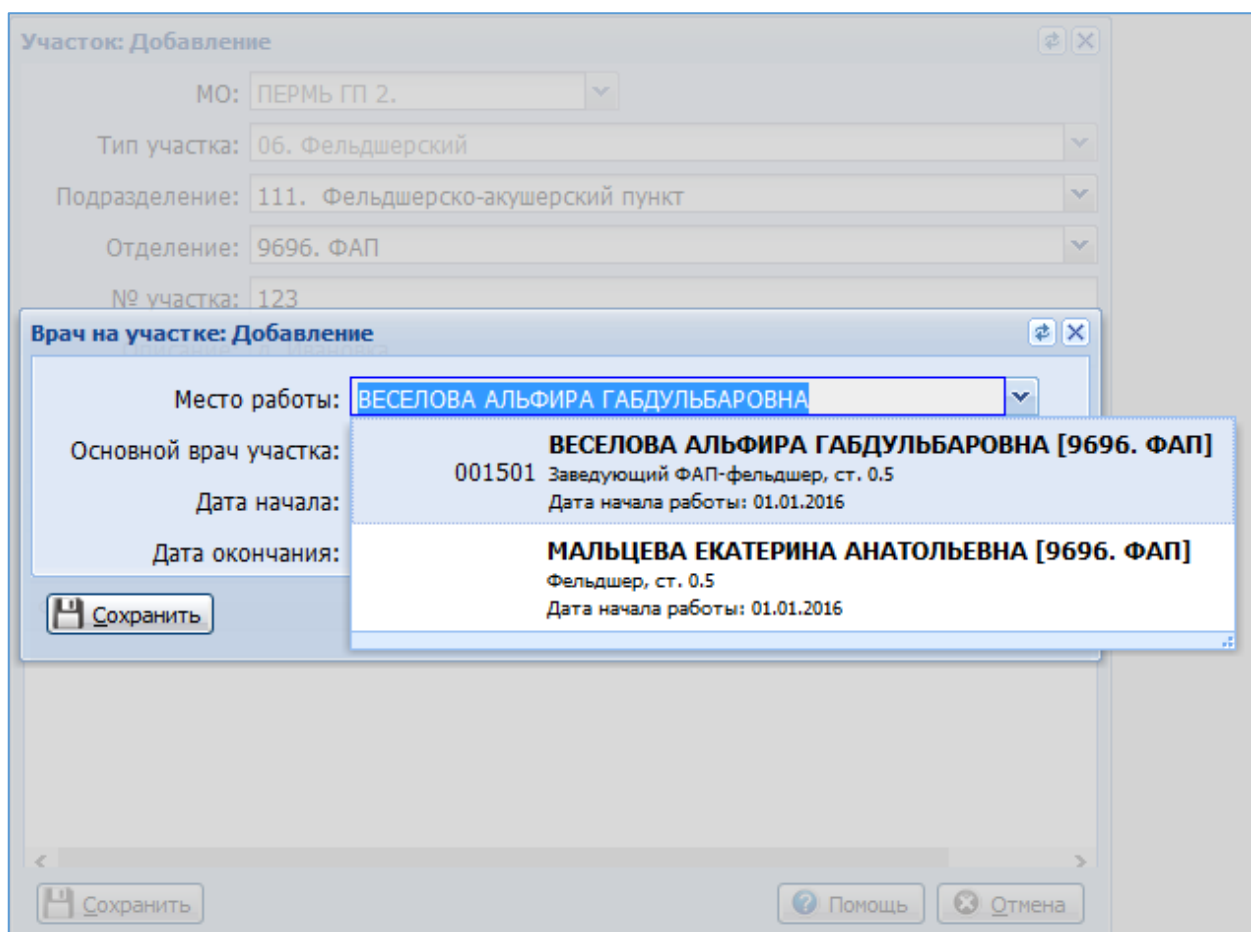 Участок: Добавление
МО: ПЕРМЬ ГП 2.
Тип участка: 06. Фельдшерский
Подразделение: 111. Фельдшерско-акушерский пункт
Отделение: 9696. ФАП
№ участка: 123
Врач на участке: Добавление
Описание: д. Ивановка
Место работы: ВЕСЕЛОВА АЛЬФИРА ГАБДУЛЬБАРОВНА
Основной врач участка:
Дата начала:
Дата окончания:
ВЕСЕЛОВА АЛЬФИРА ГАБДУЛЬБАРОВНА [9696. ФАП]
001501 Заведующий ФАП-фельдшер, ст. 0.5
Дата начала работы: 01.01.2016
МАЛЬЦЕВА ЕКАТЕРИНА АНАТОЛЬЕВНА [9696. ФАП]
Фельдшер, ст. 0.5
Дата начала работы: 01.01.2016
Сохранить
Сохранить Помощь Отмена